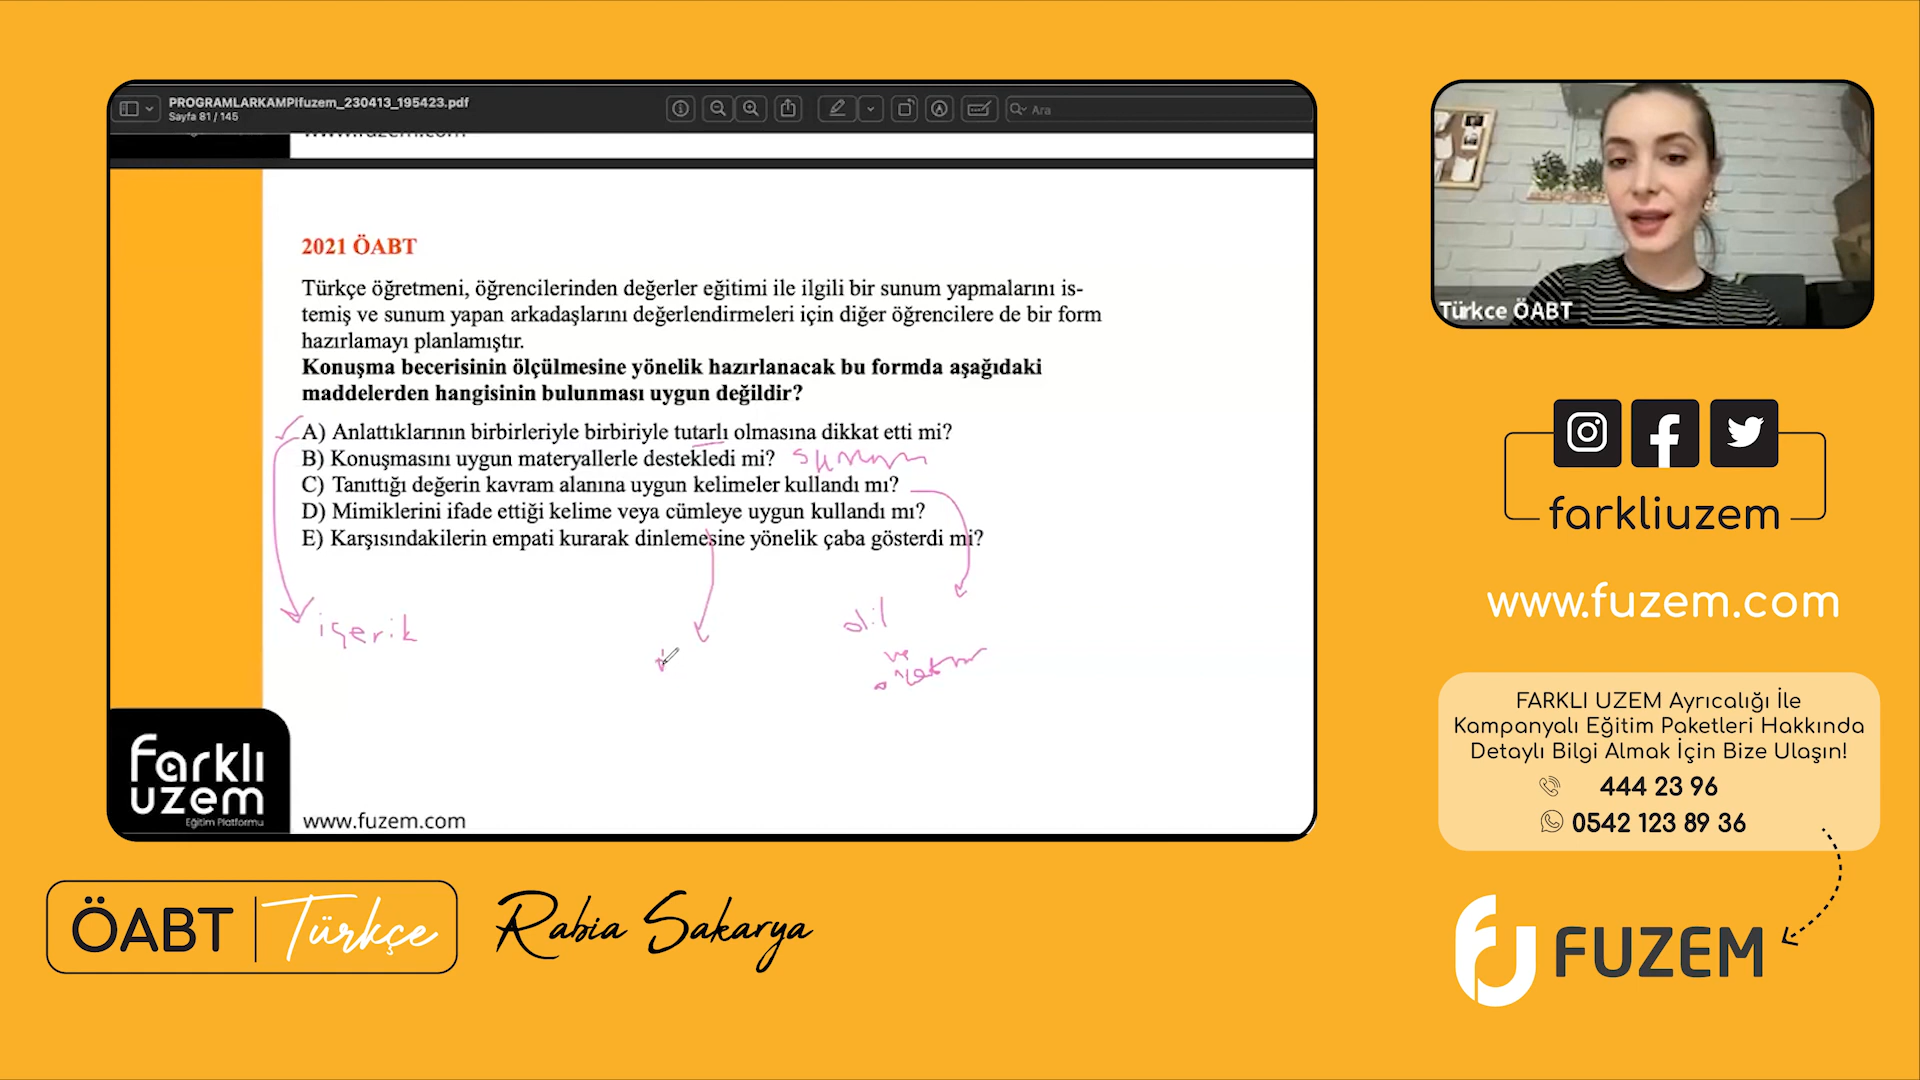 PROGRAMLARKAMPIfuzem_230413_195423.pdf
Sayfa 81 / 145
Ara
www.fuzem.com
2021 ÖABT
Türkçe öğretmeni, öğrencilerinden değerler eğitimi ile ilgili bir sunum yapmalarını is-
temiş ve sunum yapan arkadaşlarını değerlendirmeleri için diğer öğrencilere de bir form
hazırlamayı planlamıştır.
Konuşma becerisinin ölçülmesine yönelik hazırlanacak bu formda aşağıdaki
maddelerden hangisinin bulunması uygun değildir?
A) Anlattıklarının birbirleriyle birbiriyle tutarlı olmasına dikkat etti mi?
B) Konuşmasını uygun materyallerle destekledi mi? sunum
C) Tanıttığı değerin kavram alanına uygun kelimeler kullandı mı?
D) Mimiklerini ifade ettiği kelime veya cümleye uygun kullandı mı?
E) Karşısındakilerin empati kurarak dinlemesine yönelik çaba gösterdi mi?
içerik
dil
ve
farklı
uzem
Eğitim Platformu
www.fuzem.com
Türkce ÖABT
farkliuzem
www.fuzem.com
FARKLI UZEM Ayrıcalığı İle
Kampanyalı Eğitim Paketleri Hakkında
Detaylı Bilgi Almak İçin Bize Ulaşın!
444 23 96
0542 123 89 36
ÖABT Türkçe
Rabia Sakarya
FUZEM